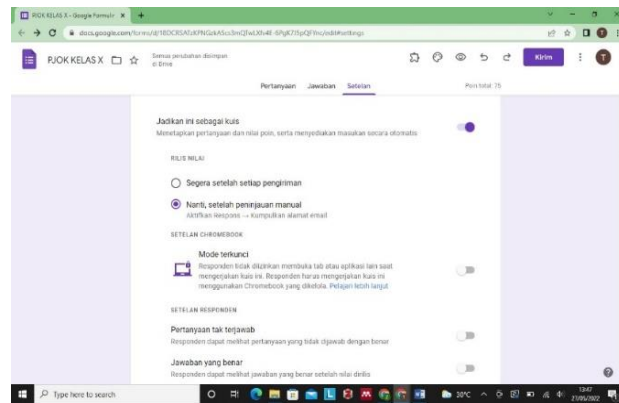 PJOK KELAS X - Google Formulir
PJOK KELAS X
Semua perubahan disimpan
di Drive
Kirim
Pertanyaan Jawaban Setelan
Poin total: 75
Jadikan ini sebagai kuis
Menetapkan pertanyaan dan nilai poin, serta menyediakan masukan secara otomatis
RILIS NILAI
Segera setelah setiap pengiriman
Nanti, setelah peninjauan manual
Aktifkan Respons → Kumpulkan alamat email
SETELAN CHROMEBOOK
Mode terkunci
Responden tidak diizinkan membuka tab atau aplikasi lain saat
mengerjakan kuis ini. Responden harus mengerjakan kuis ini
menggunakan Chromebook yang dikelola. Pelajari lebih lanjut
SETELAN RESPONDEN
Pertanyaan tak terjawab
Responden dapat melihat pertanyaan yang tidak dijawab dengan benar
Jawaban yang benar
Responden dapat melihat jawaban yang benar setelah nilai dirilis
Type here to search
30°C
13:47
27/05/2022